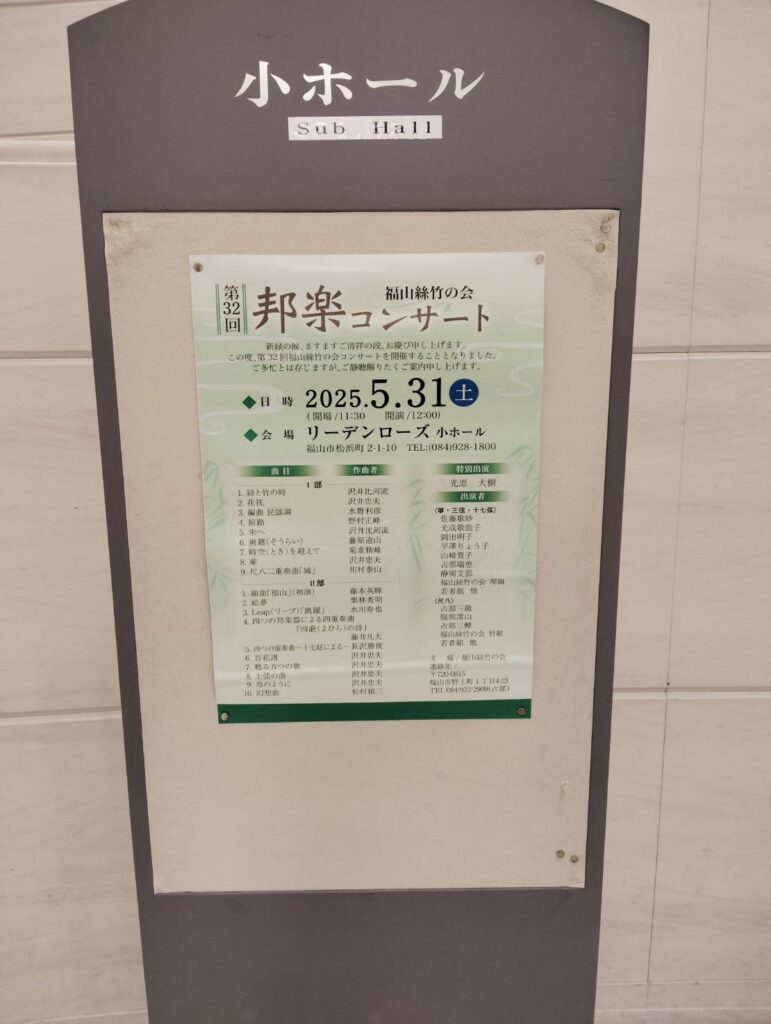 小ホール
Sub Hall
第32回
福山絲竹の会
邦楽コンサート
新緑の候、ますますご清祥の段、お慶び申し上げます。
この度、第32回福山絲竹の会コンサートを開催することとなりました。
ご多忙とは存じますが、ご静聴賜りたくご案内申し上げます。
◆日 時 2025.5.31 土
(開場/11:30 開演/12:00)
◆会 場 リーデンローズ 小ホール
福山市松浜町 2-1-10 TEL:(084)928-1800
曲目 作曲者
I 部
1. 絃と竹の時 沢井比河流
2. 花筏 沢井忠夫
3. 編曲 民謡調 水野利彦
4. 旅路 野村正峰
5. 朱へ 沢井比河流
6. 爽籟(そうらい) 藤原道山
7. 時空(とき)を超えて 菊重精峰
8. 華 沢井忠夫
9. 尺八二重奏曲「城」 川村泰山
II 部
1. 組曲「福山」(初演) 藤本英輝
2. 絵夢 栗林秀明
3. Leap(リープ)「跳躍」 水川寿也
4. 四つの邦楽器による四重奏曲
「四葩(よひら)の詩」 藤井凡大
5. 四つの前奏曲~十七絃による~ 長沢勝俊
6. 百花譜 沢井忠夫
7. 甦る五つの歌 沢井忠夫
8. 上弦の曲 沢井忠夫
9. 鳥のように 沢井忠夫
10. 幻想曲 松村禎三
特別出演
光原 大樹
出演者
(箏・三弦・十七弦)
佐藤歌妙
光成歌能子
岡田明子
平澤りょう子
山崎賀子
占部瑞恵
静岡支部
福山絲竹の会 箏組
若者組 他
(尺八)
占部三龍
服部澪山
占部三鯉
福山絲竹の会 竹組
若者組 他
主 催/福山絲竹の会
連絡先/
〒720-0815
福山市野上町1丁目4-23
TEL:084-922-2909(占部)